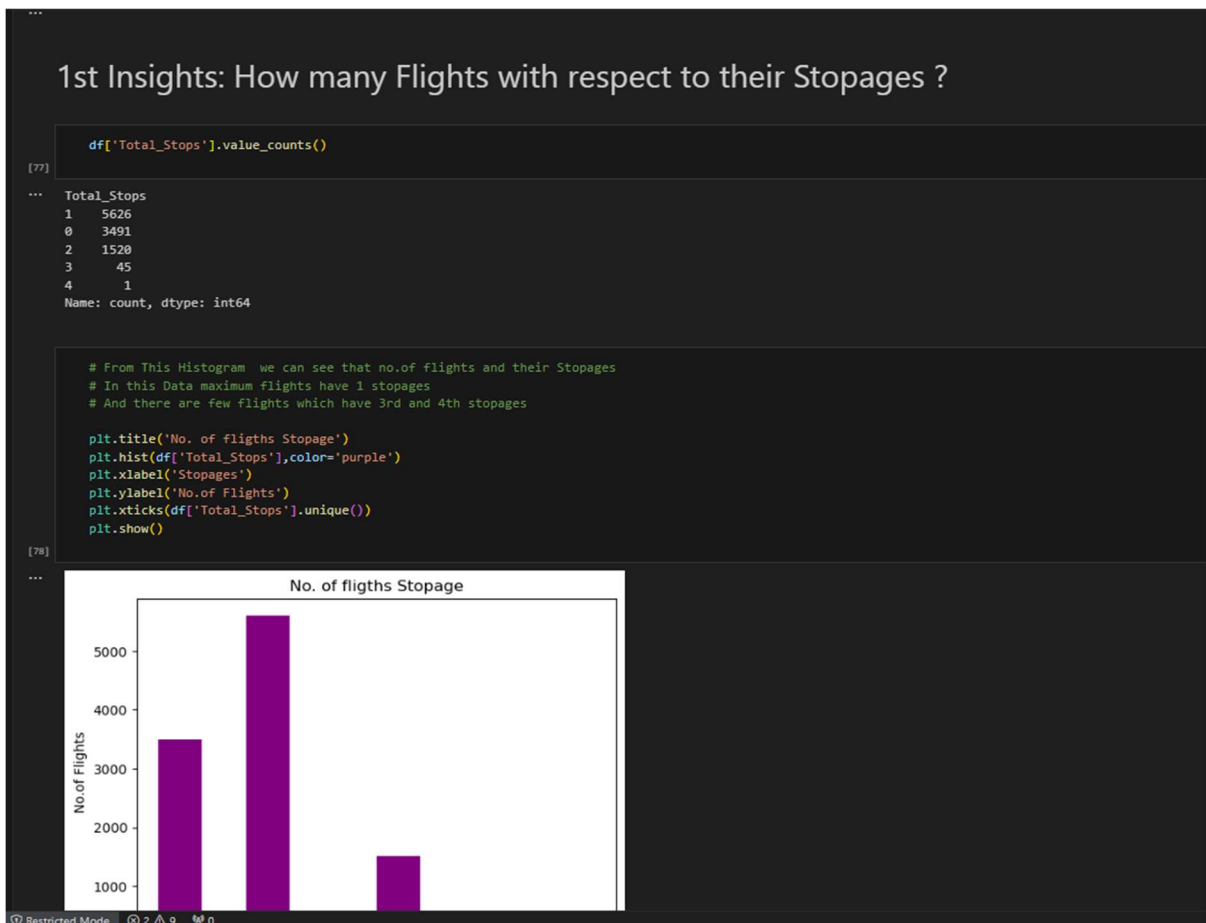 ...
1st Insights: How many Flights with respect to their Stopages ?
df['Total_Stops'].value_counts()
[77]
...
Total_Stops
1    5626
0    3491
2    1520
3      45
4       1
Name: count, dtype: int64
# From This Histogram  we can see that no.of flights and their Stopages
# In this Data maximum flights have 1 stopages
# And there are few flights which have 3rd and 4th stopages
plt.title('No. of fligths Stopage')
plt.hist(df['Total_Stops'],color='purple')
plt.xlabel('Stopages')
plt.ylabel('No.of Flights')
plt.xticks(df['Total_Stops'].unique())
plt.show()
[78]
...
No. of fligths Stopage
5000
4000
3000
2000
1000
No.of Flights
Restricted Mode 2 9 0